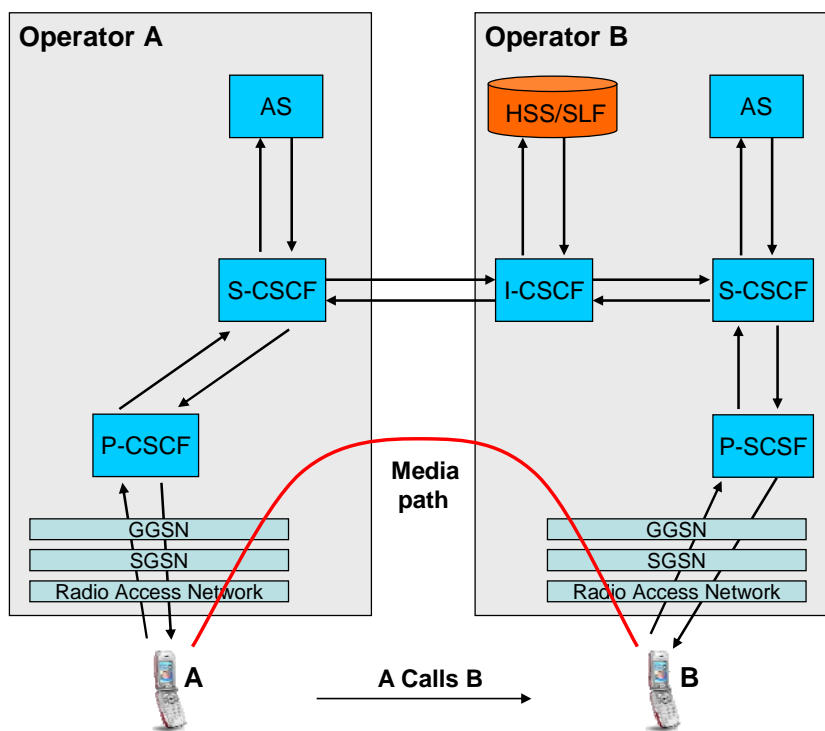 Operator A
Operator B
AS
HSS/SLF
AS
S-CSCF
I-CSCF
S-CSCF
P-CSCF
P-SCSF
Media
path
GGSN
GGSN
SGSN
SGSN
Radio Access Network
Radio Access Network
A
A Calls B
B